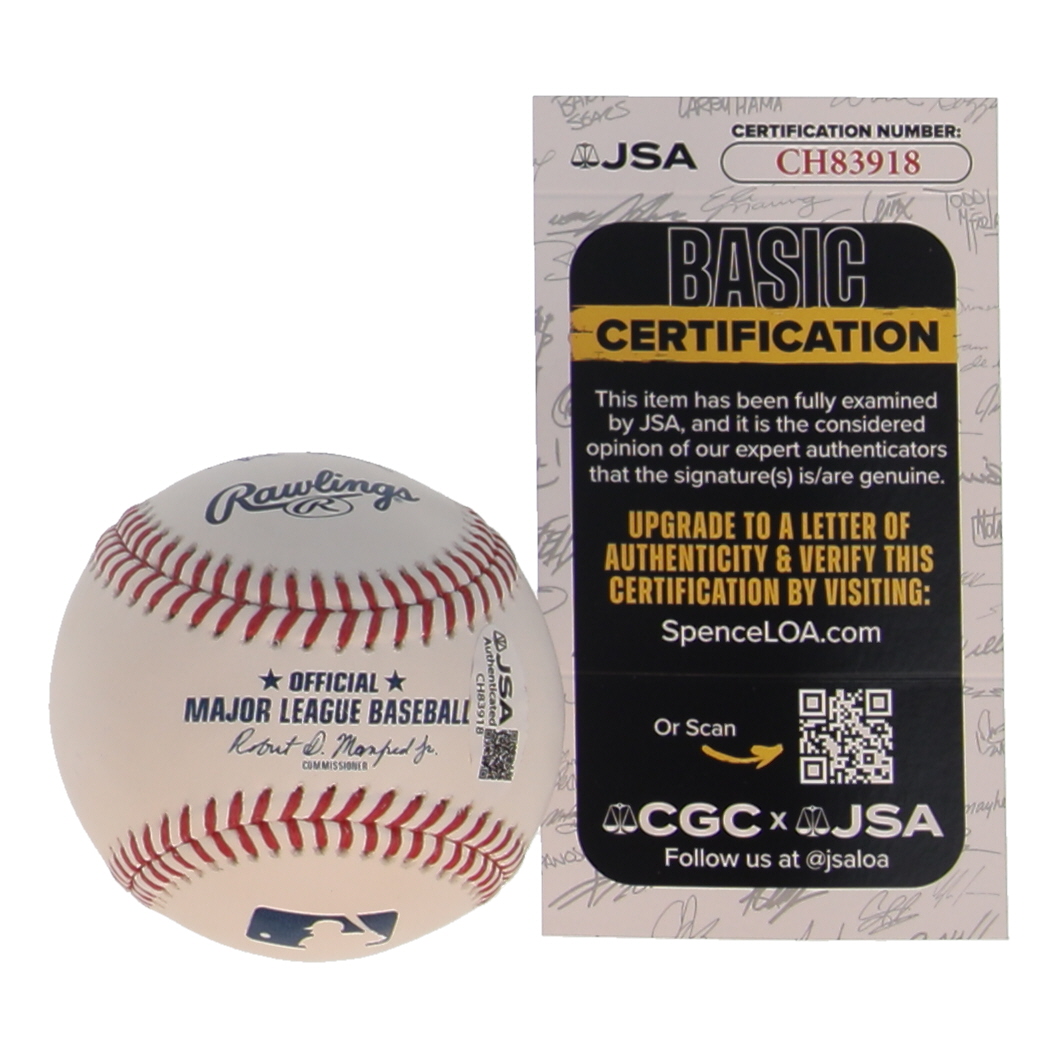 Rawlings
R
OFFICIAL
MAJOR LEAGUE BASEBALL
Robert D. Manfred Jr.
COMMISSIONER
JSA
Authenticated
CH83918
LARRY HAMA
JSA
CERTIFICATION NUMBER:
CH83918
BASIC
CERTIFICATION
This item has been fully examined
by JSA, and it is the considered
opinion of our expert authenticators
that the signature(s) is/are genuine.
UPGRADE TO A LETTER OF
AUTHENTICITY & VERIFY THIS
CERTIFICATION BY VISITING:
SpenceLOA.com
Or Scan
CGC x JSA
Follow us at @jsaloa